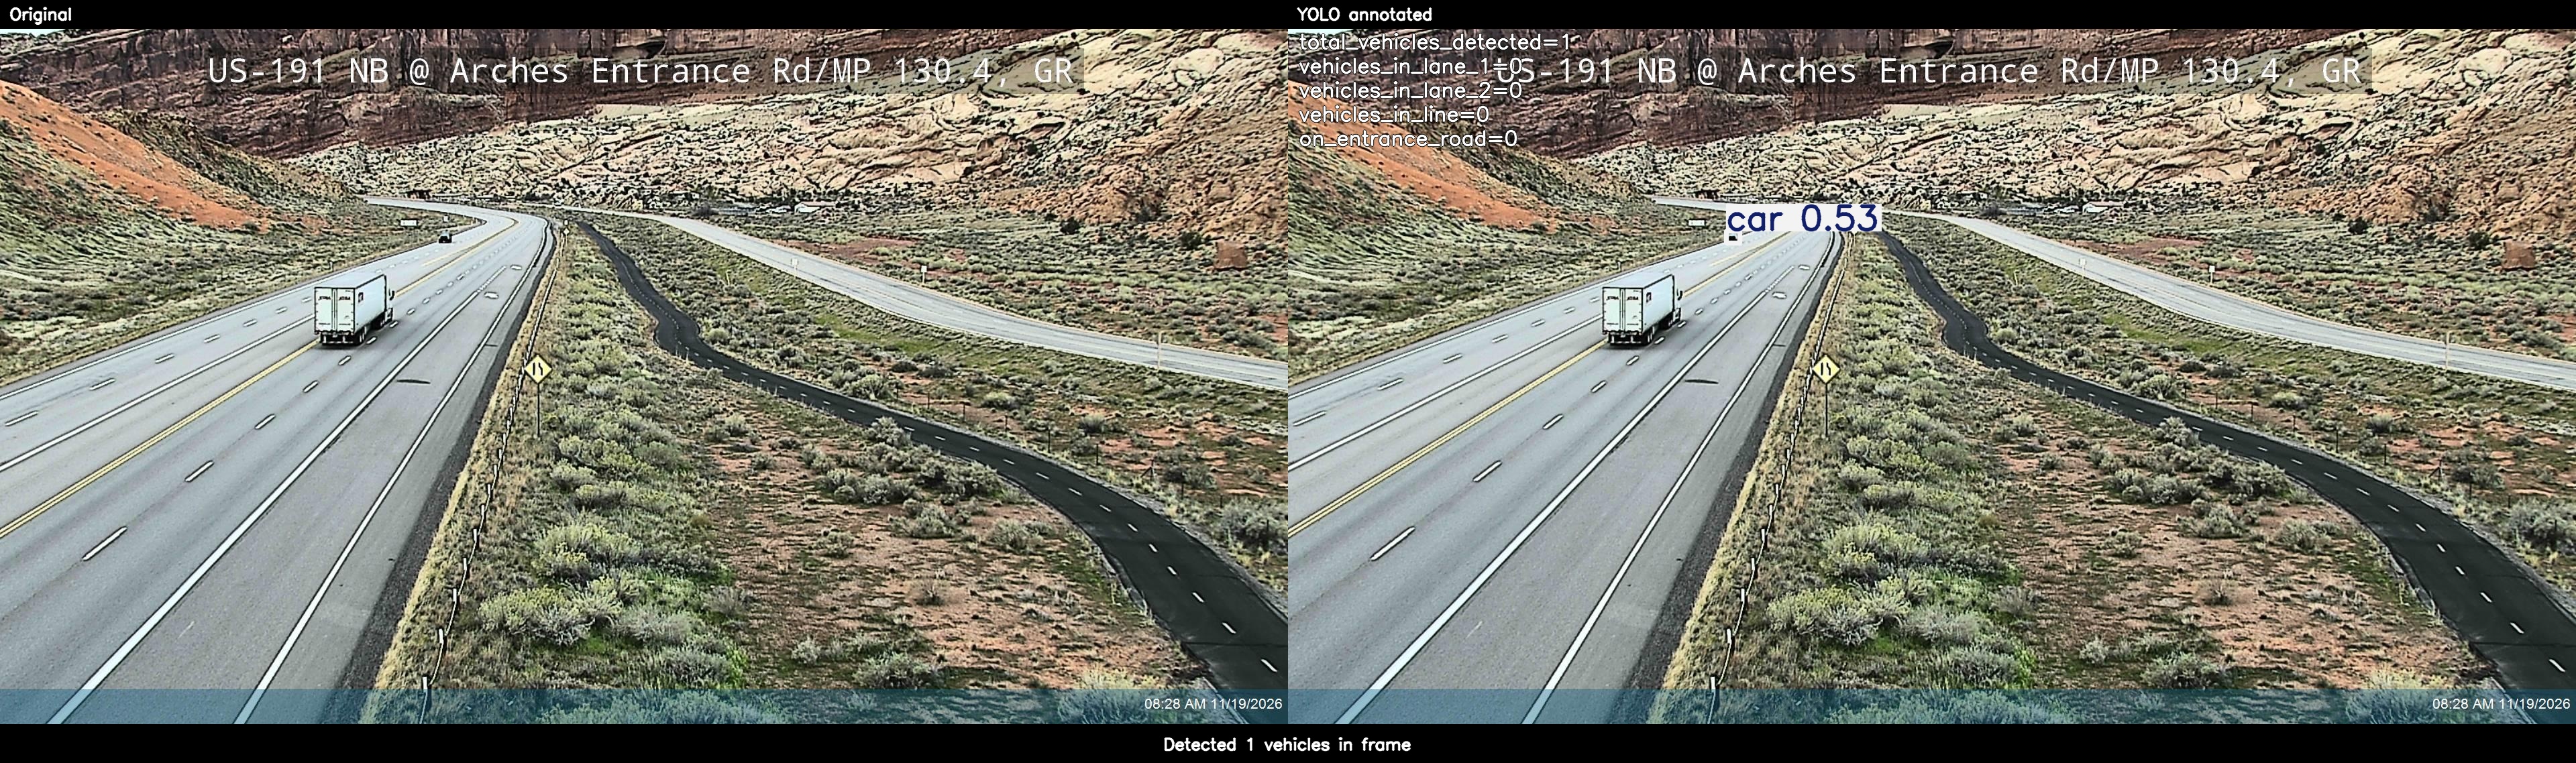 Original
US-191 NB @ Arches Entrance Rd/MP 130.4, GR
08:28 AM 11/19/2026
YOLO annotated
total_vehicles_detected=1
vehicles_in_lane_1=0
US-191 NB @ Arches Entrance Rd/MP 130.4, GR
vehicles_in_lane_2=0
vehicles_in_line=0
on_entrance_road=0
car 0.53
08:28 AM 11/19/2026
Detected 1 vehicles in frame